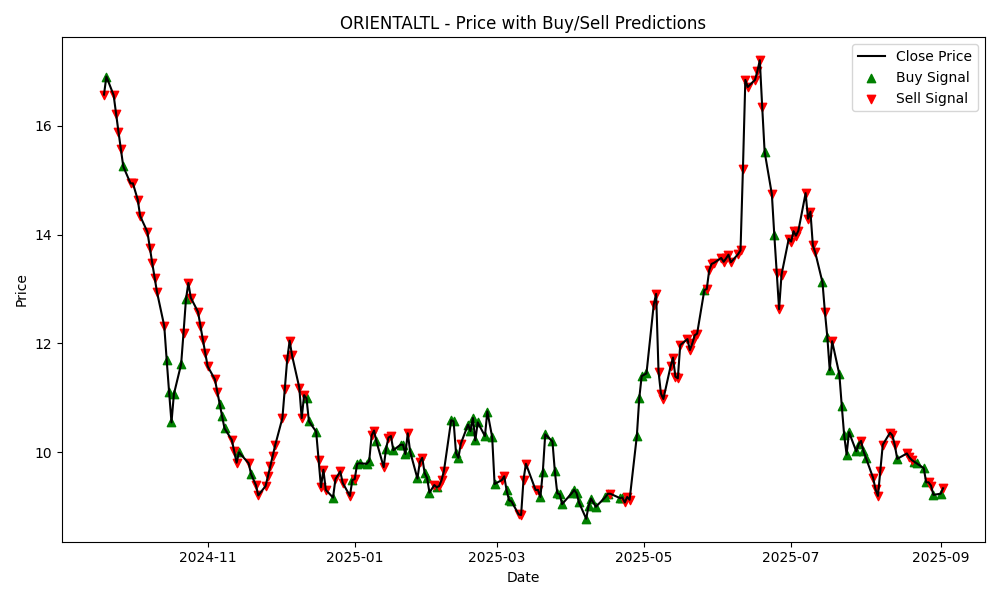 ORIENTALTL - Price with Buy/Sell Predictions
Close Price
Buy Signal
Sell Signal
Price
16
14
12
10
2024-11
2025-01
2025-03
2025-05
2025-07
2025-09
Date